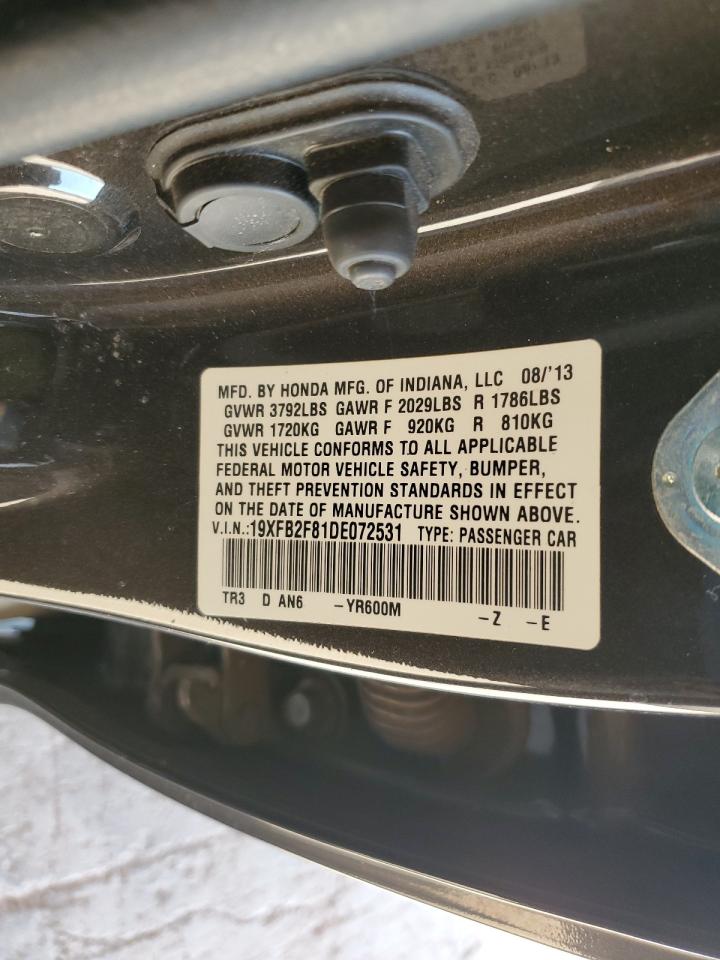 MFD. BY HONDA MFG. OF INDIANA, LLC 08/'13
GVWR 3792LBS GAWR F 2029LBS R 1786LBS
GVWR 1720KG GAWR F 920KG R 810KG
THIS VEHICLE CONFORMS TO ALL APPLICABLE
FEDERAL MOTOR VEHICLE SAFETY, BUMPER,
AND THEFT PREVENTION STANDARDS IN EFFECT
ON THE DATE OF MANUFACTURE SHOWN ABOVE.
V.I.N.:19XFB2F81DE072531 TYPE: PASSENGER CAR
TR3 D AN6 -YR600M -Z -E